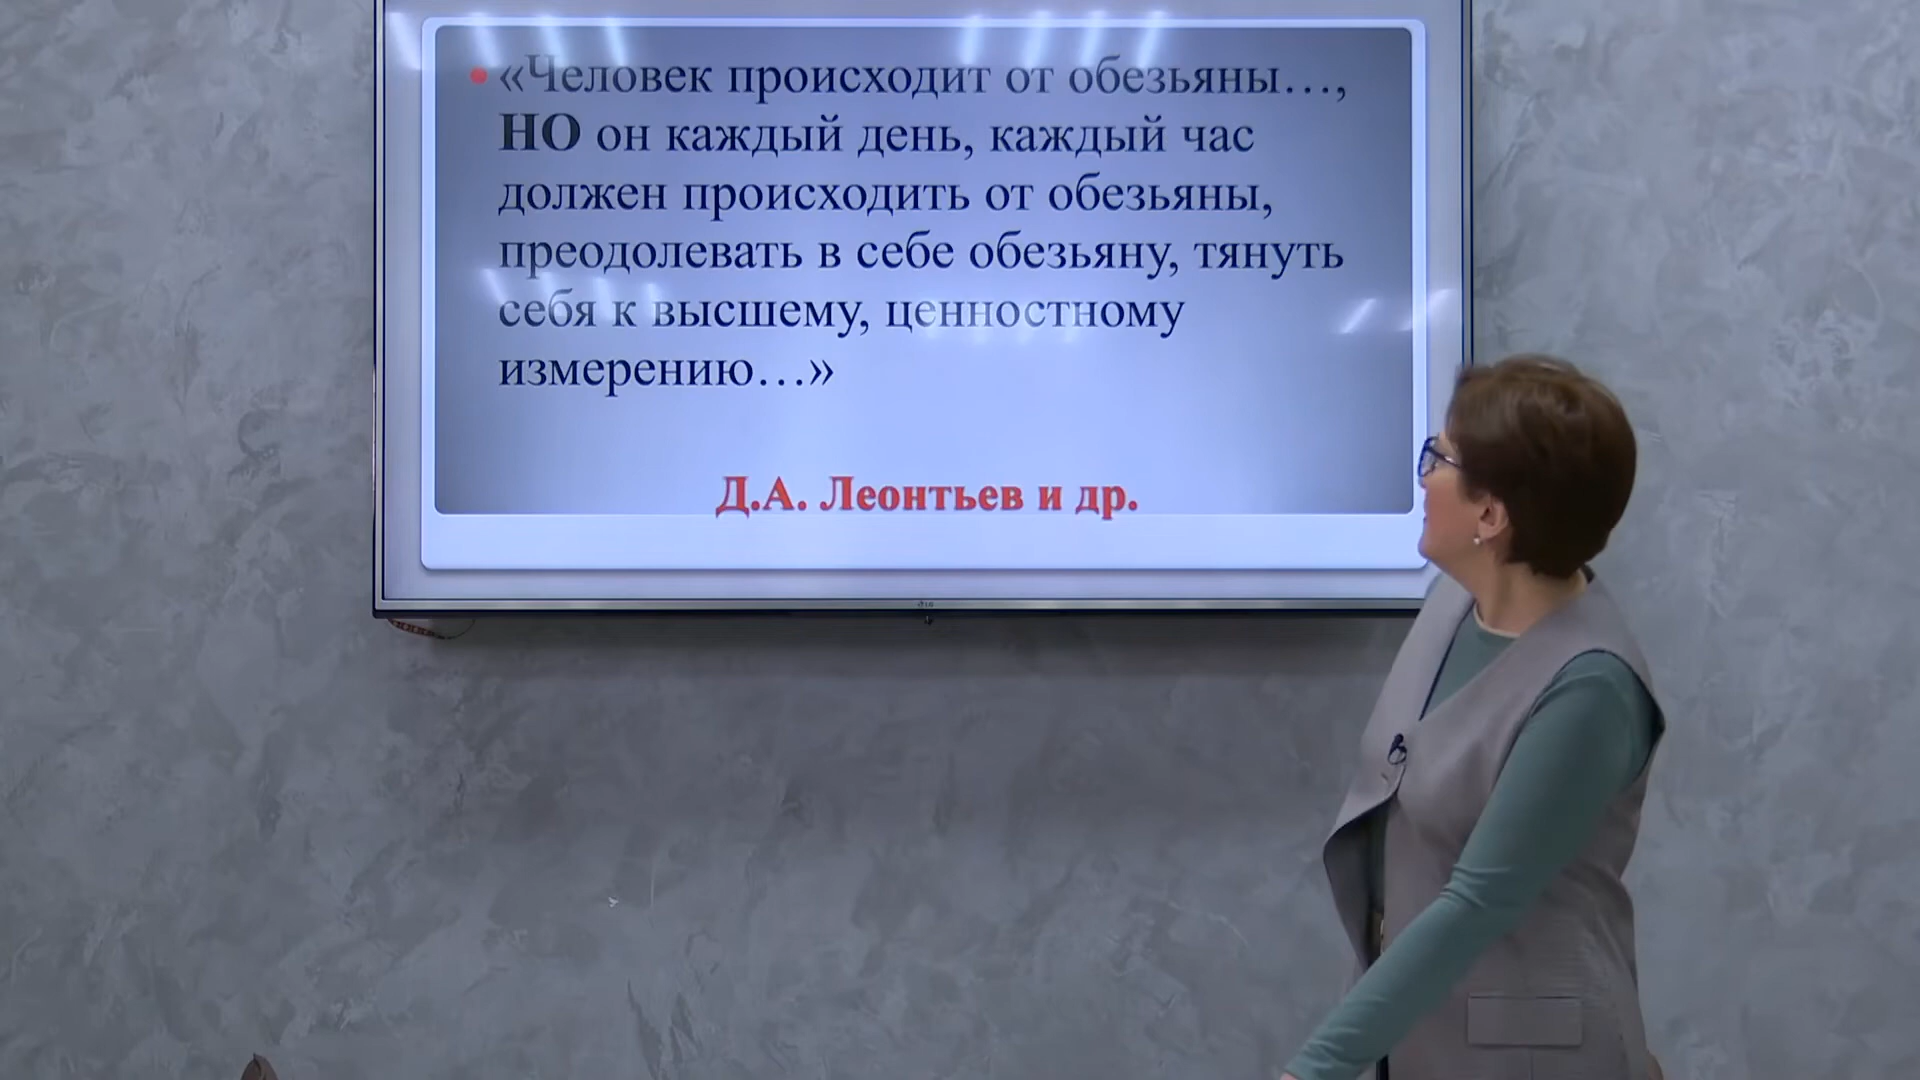 «Человек происходит от обезьяны…,
НО он каждый день, каждый час
должен происходить от обезьяны,
преодолевать в себе обезьяну, тянуть
себя к высшему, ценностному
измерению…»
Д.А. Леонтьев и др.
LG